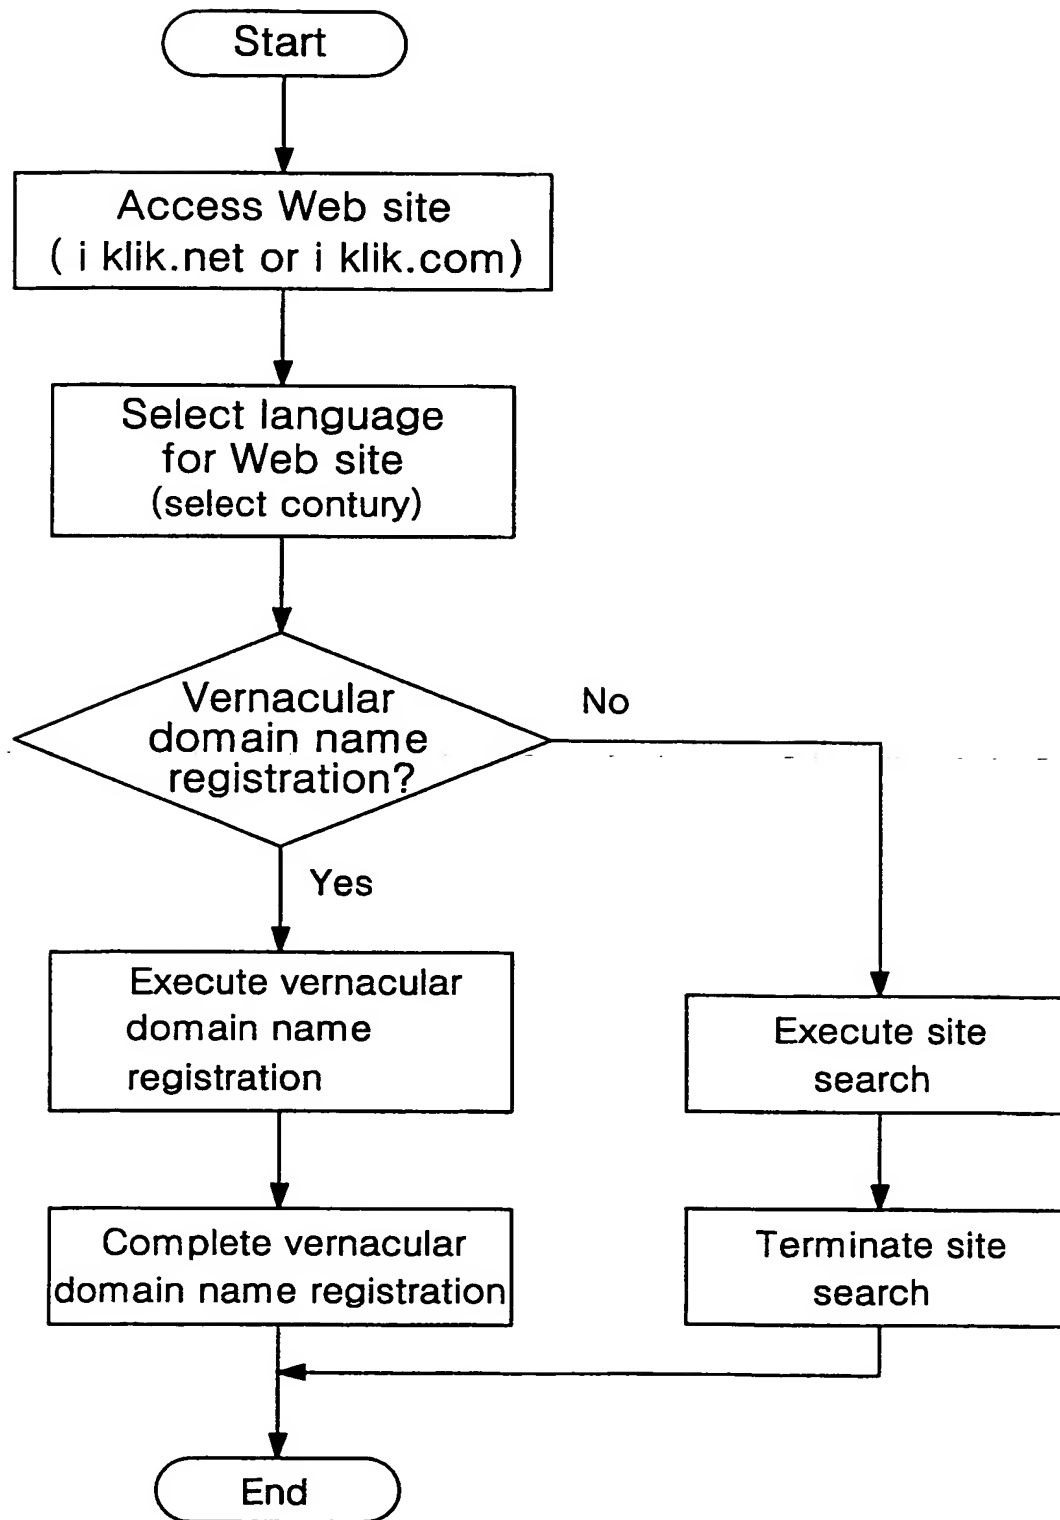 Start
Access Web site
( i klik.net or i klik.com)
Select language
for Web site
(select contury)
Vernacular
domain name
registration?
No
Yes
Execute vernacular
domain name
registration
Execute site
search
Complete vernacular
domain name registration
Terminate site
search
End